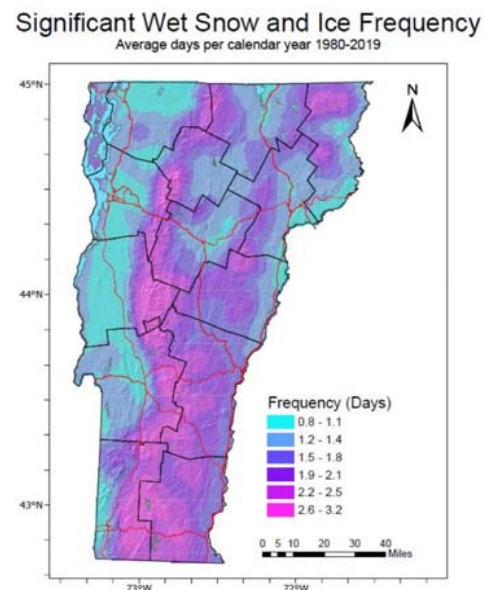 Significant Wet Snow and Ice Frequency
Average days per calendar year 1980-2019
45°N
N
44°N
Frequency (Days)
0.8 - 1.1
1.2 - 1.4
1.5 - 1.8
1.9 - 2.1
2.2 - 2.5
2.6 - 3.2
43°N
0 5 10 20 30 40
Miles
73°W 72°W